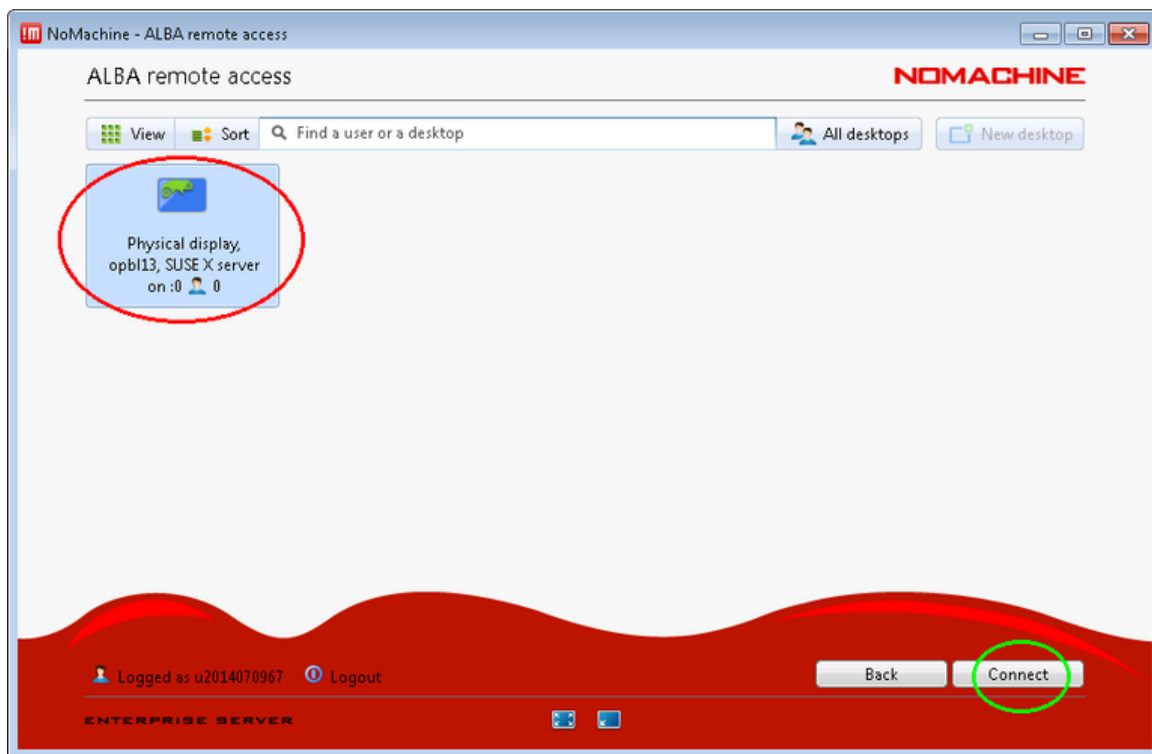 NoMachine - ALBA remote access
ALBA remote access
NOMACHINE
View Sort Find a user or a desktop All desktops New desktop
Physical display,
opbl13, SUSE X server
on :0 0
Logged as u2014070967 Logout Back Connect
ENTERPRISE SERVER